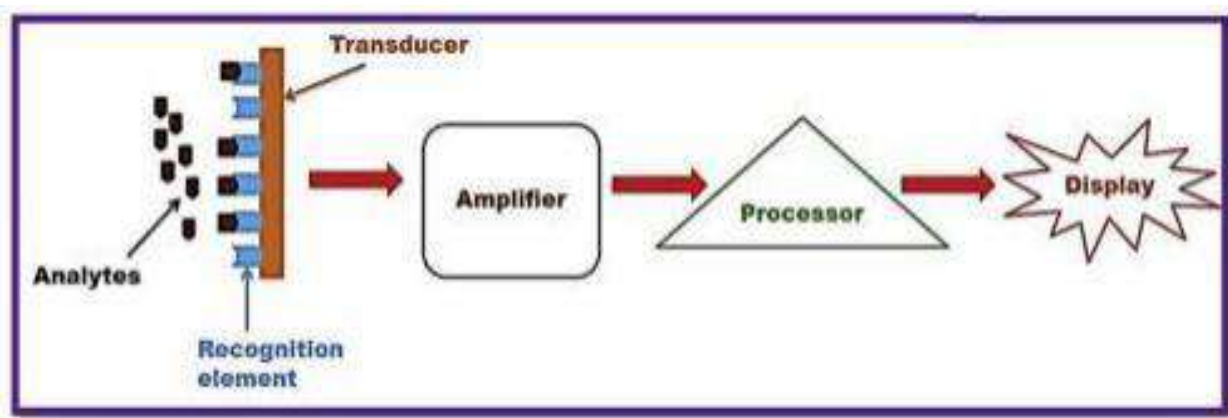 Transducer
Amplifier
Processor
Display
Analytes
Recognition
element